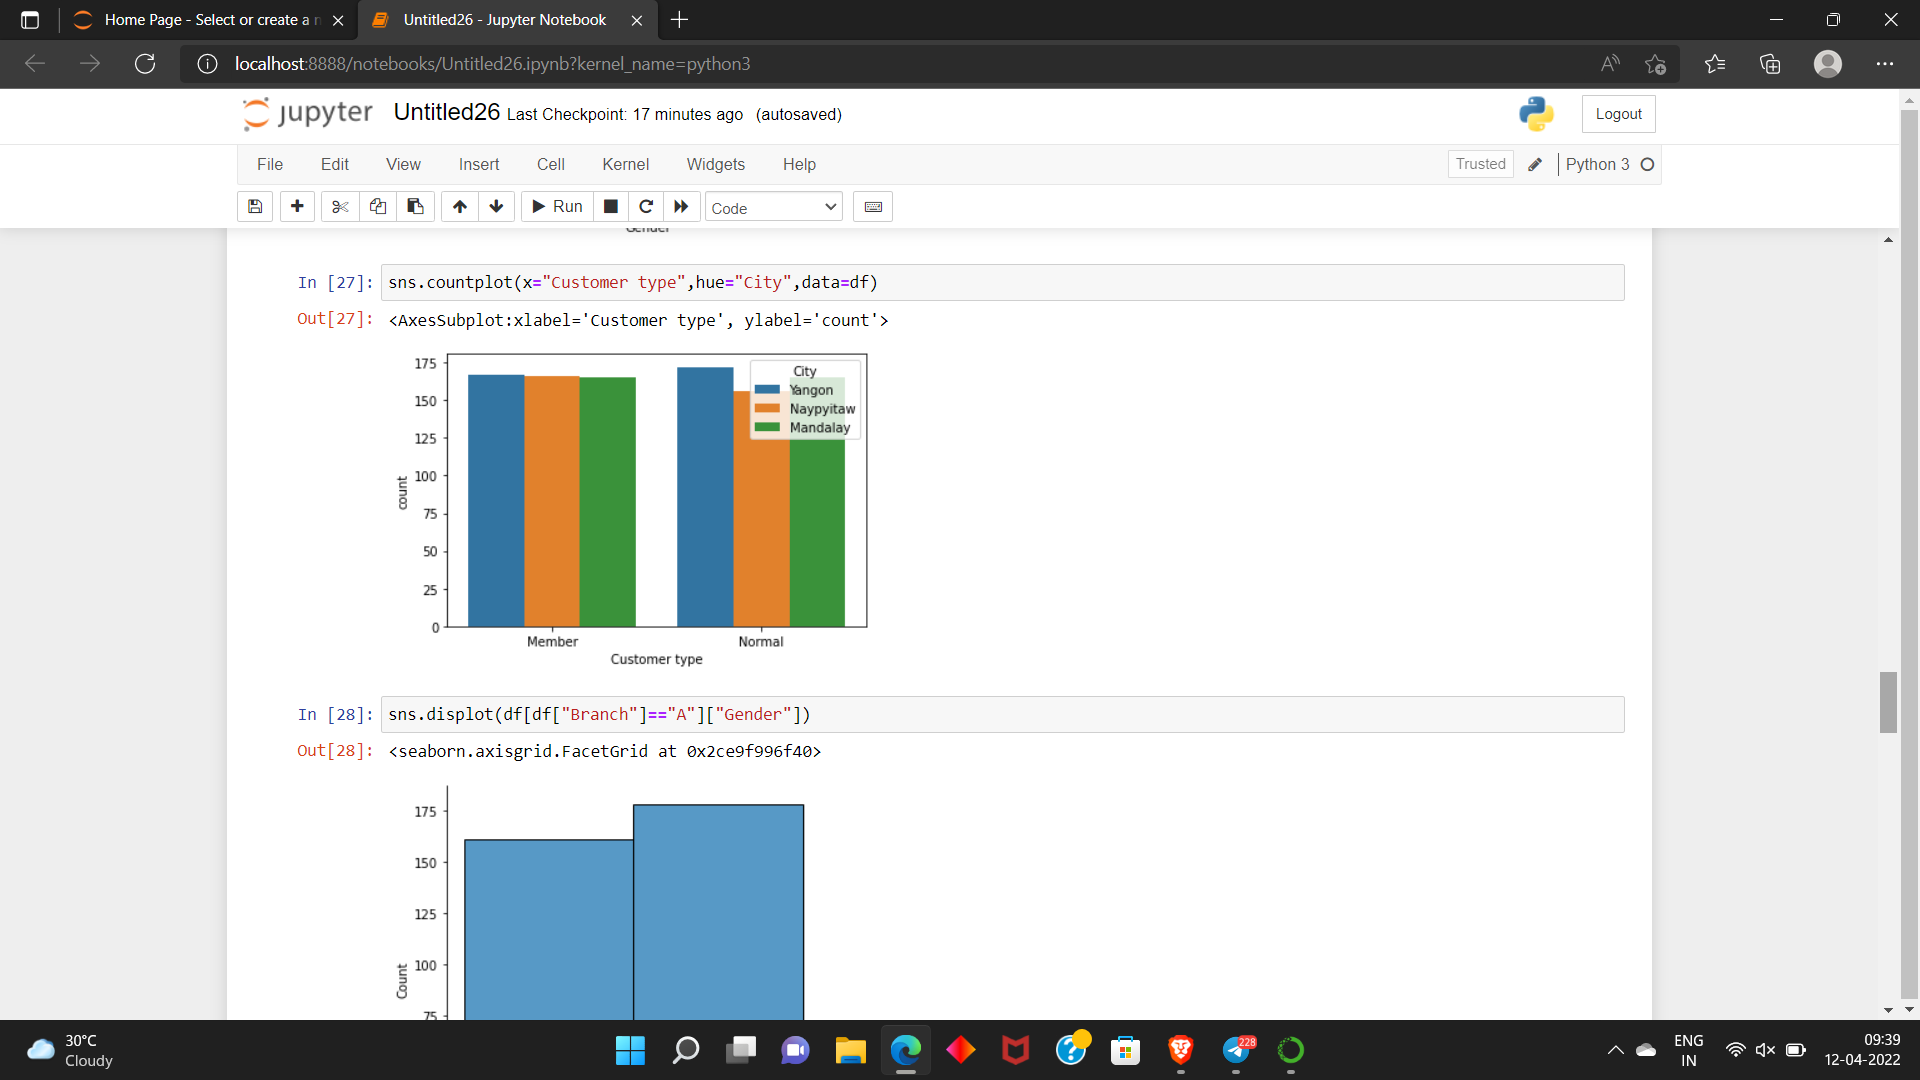 Home Page - Select or create a n
Untitled26 - Jupyter Notebook
localhost:8888/notebooks/Untitled26.ipynb?kernel_name=python3
jupyter Untitled26 Last Checkpoint: 17 minutes ago (autosaved)
Logout
File Edit View Insert Cell Kernel Widgets Help
Trusted
Python 3
Run
Code
Gender
In [27]: sns.countplot(x="Customer type",hue="City",data=df)
Out[27]: <AxesSubplot:xlabel='Customer type', ylabel='count'>
175
150
125
100
75
50
25
0
count
City
Yangon
Naypyitaw
Mandalay
Member Normal
Customer type
In [28]: sns.displot(df[df["Branch"]=="A"]["Gender"])
Out[28]: <seaborn.axisgrid.FacetGrid at 0x2ce9f996f40>
175
150
125
100
75
Count
30°C
Cloudy
228
ENG
IN
09:39
12-04-2022